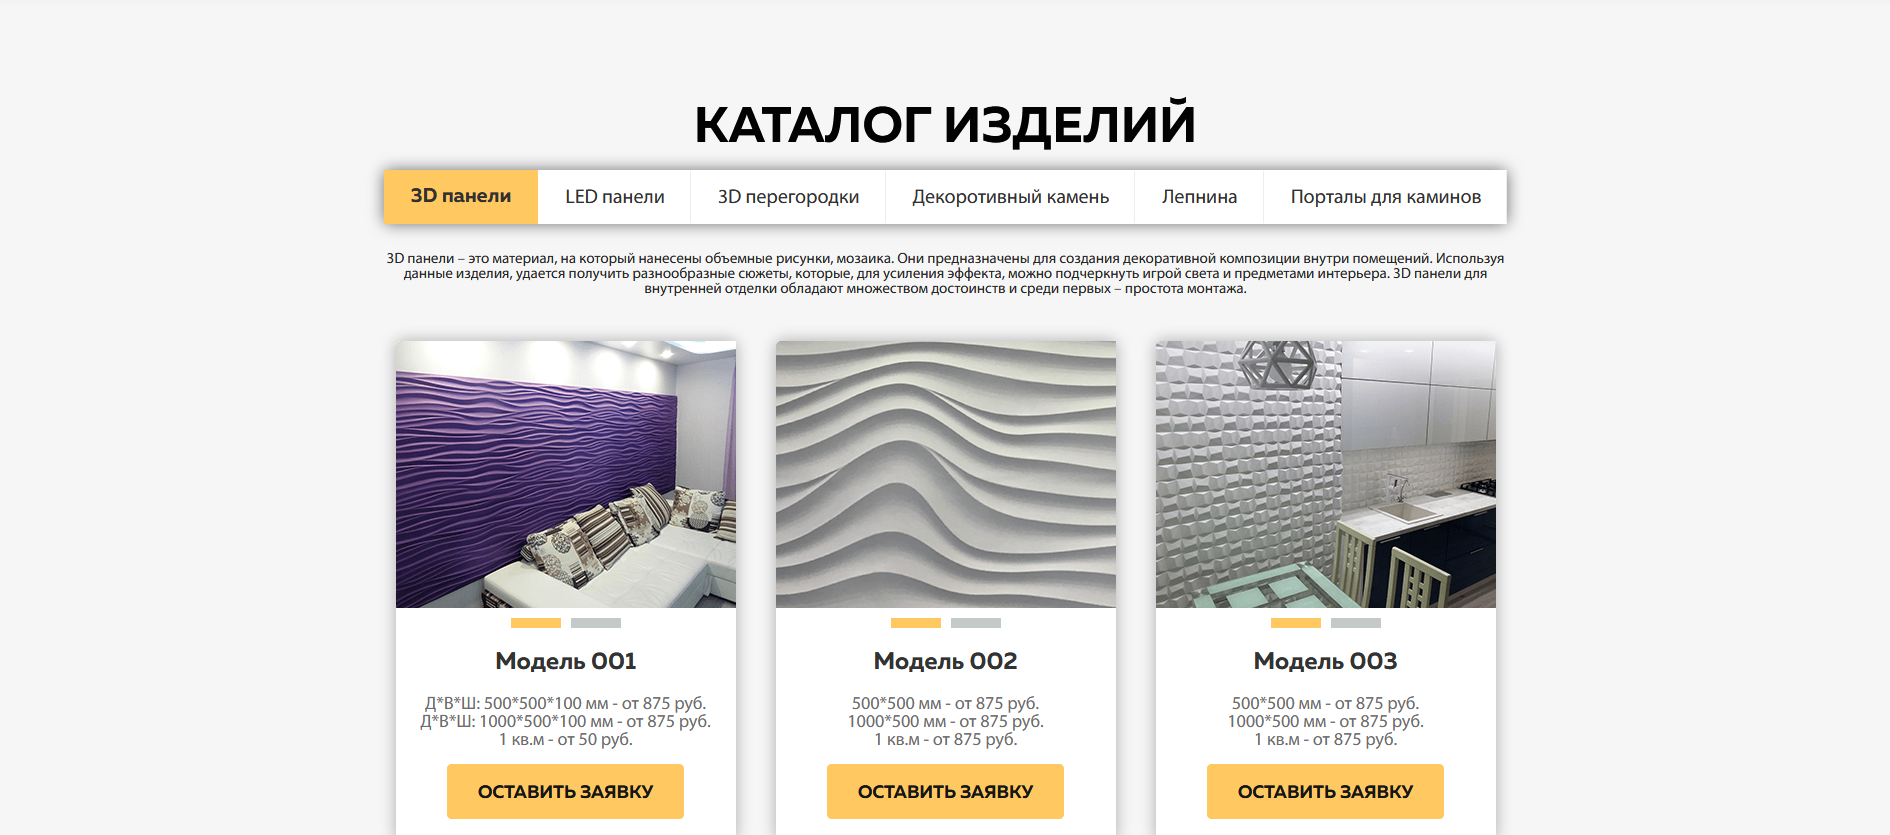 КАТАЛОГ ИЗДЕЛИЙ
3D панели
LED панели
3D перегородки
Декоротивный камень
Лепнина
Порталы для каминов
3D панели – это материал, на который нанесены объемные рисунки, мозаика. Они предназначены для создания декоративной композиции внутри помещений. Используя
данные изделия, удается получить разнообразные сюжеты, которые, для усиления эффекта, можно подчеркнуть игрой света и предметами интерьера. 3D панели для
внутренней отделки обладают множеством достоинств и среди первых – простота монтажа.
Модель 001
Д*В*Ш: 500*500*100 мм - от 875 руб.
Д*В*Ш: 1000*500*100 мм - от 875 руб.
1 кв.м - от 50 руб.
ОСТАВИТЬ ЗАЯВКУ
Модель 002
500*500 мм - от 875 руб.
1000*500 мм - от 875 руб.
1 кв.м - от 875 руб.
ОСТАВИТЬ ЗАЯВКУ
Модель 003
500*500 мм - от 875 руб.
1000*500 мм - от 875 руб.
1 кв.м - от 875 руб.
ОСТАВИТЬ ЗАЯВКУ